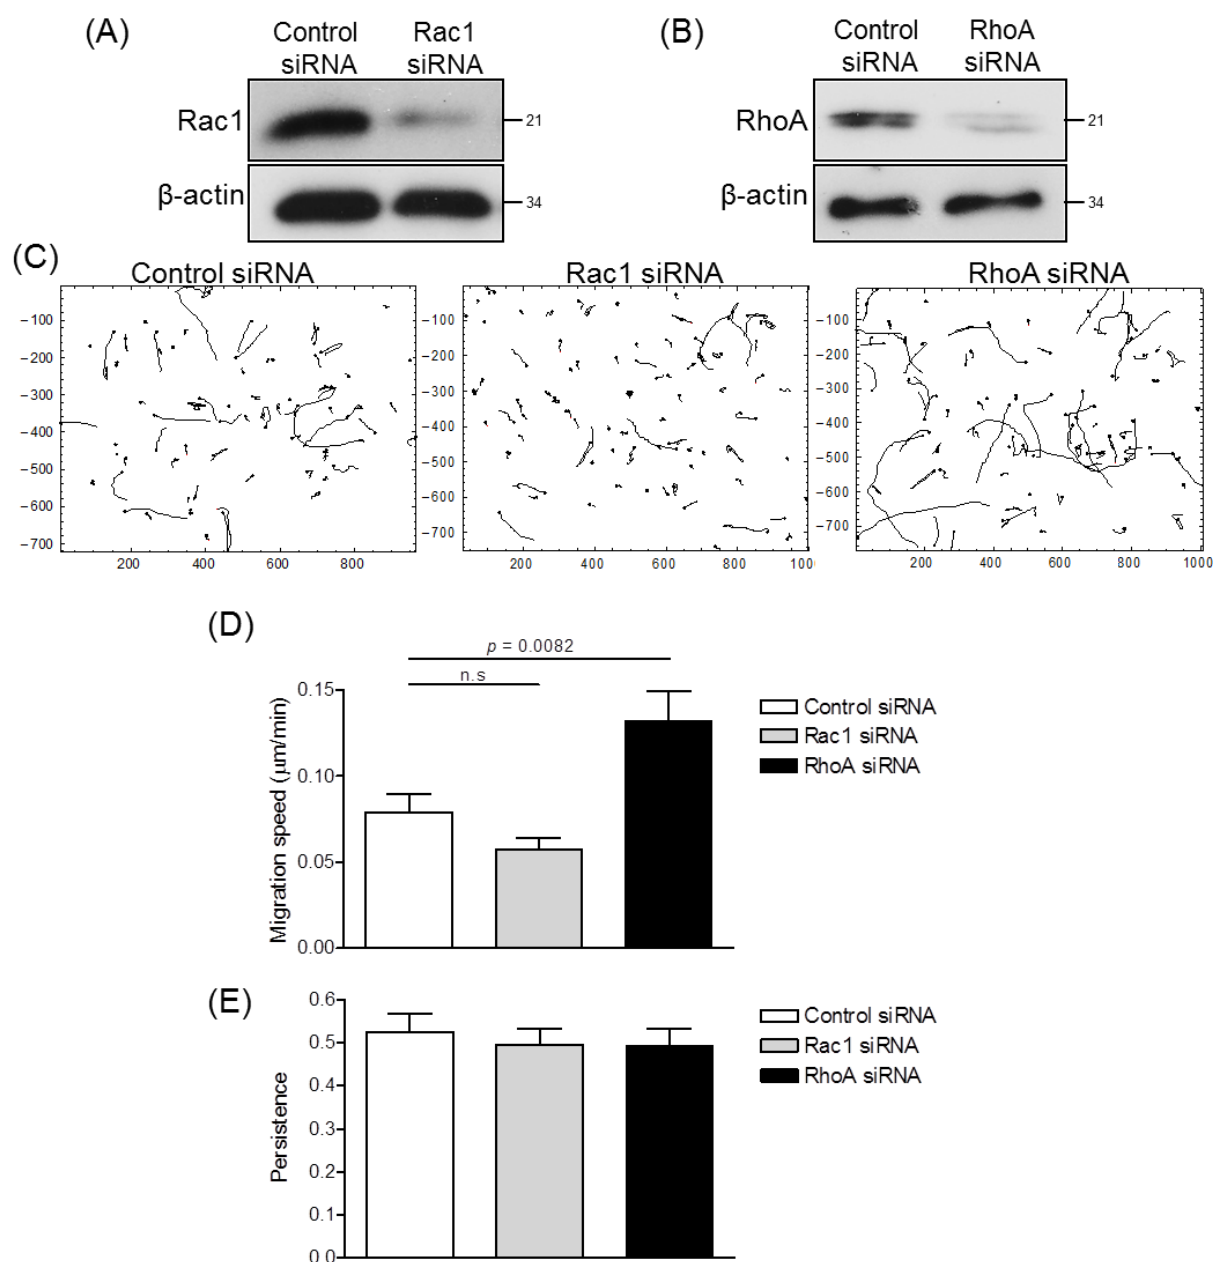 (A)
Control siRNA
Rac1 siRNA
Rac1
21
β-actin
34
(B)
Control siRNA
RhoA siRNA
RhoA
21
β-actin
34
(C)
Control siRNA
-100
-200
-300
-400
-500
-600
-700
200 400 600 800
Rac1 siRNA
-100
-200
-300
-400
-500
-600
-700
200 400 600 800 100
RhoA siRNA
-100
-200
-300
-400
-500
-600
-700
200 400 600 800 1000
(D)
p = 0.0082
n.s
Migration speed (μm/min)
0.15
0.10
0.05
0.00
Control siRNA
Rac1 siRNA
RhoA siRNA
(E)
Persistence
0.6
0.5
0.4
0.3
0.2
0.1
0.0
Control siRNA
Rac1 siRNA
RhoA siRNA